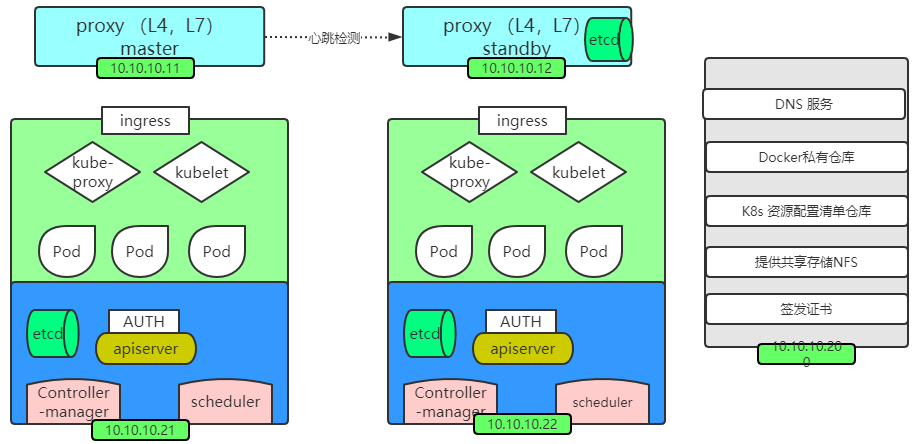 proxy （L4，L7）
master
10.10.10.11
心跳检测
proxy （L4，L7）
standby
etcd
10.10.10.12
ingress
kube-
proxy
kubelet
Pod
Pod
Pod
etcd
AUTH
apiserver
Controller
-manager
scheduler
10.10.10.21
ingress
kube-
proxy
kubelet
Pod
Pod
Pod
etcd
AUTH
apiserver
Controller
-manager
scheduler
10.10.10.22
DNS 服务
Docker私有仓库
K8s 资源配置清单仓库
提供共享存储NFS
签发证书
10.10.10.20
0